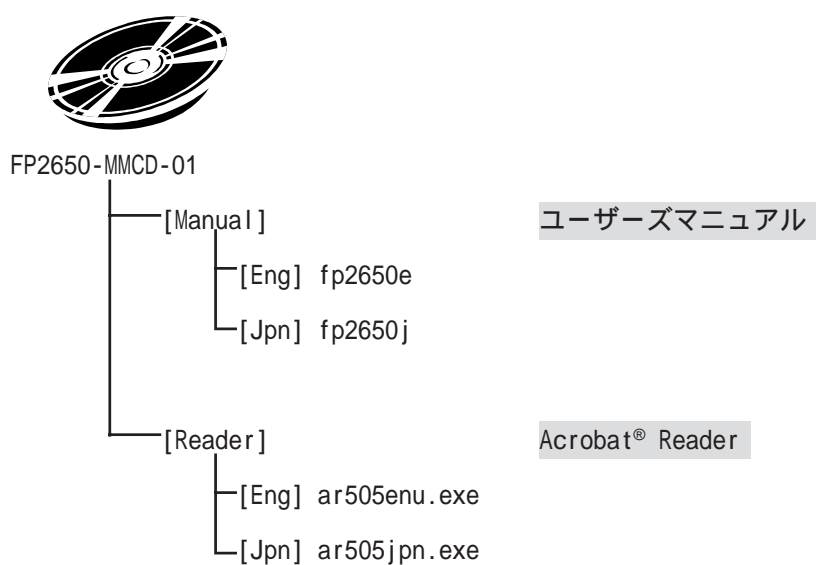 FP2650-MMCD-01
[Manual] ユーザーズマニュアル
[Eng] fp2650e
[Jpn] fp2650j
[Reader] Acrobat® Reader
[Eng] ar505enu.exe
[Jpn] ar505jpn.exe